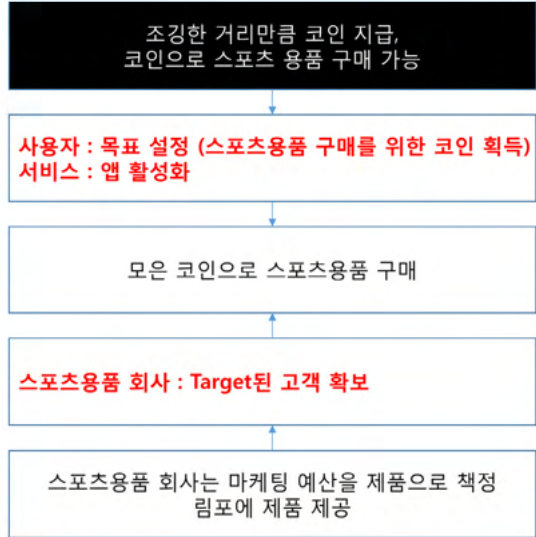 조깅한 거리만큼 코인 지급,
코인으로 스포츠 용품 구매 가능
사용자 : 목표 설정 (스포츠용품 구매를 위한 코인 획득)
서비스 : 앱 활성화
모은 코인으로 스포츠용품 구매
스포츠용품 회사 : Target된 고객 확보
스포츠용품 회사는 마케팅 예산을 제품으로 책정
림포에 제품 제공